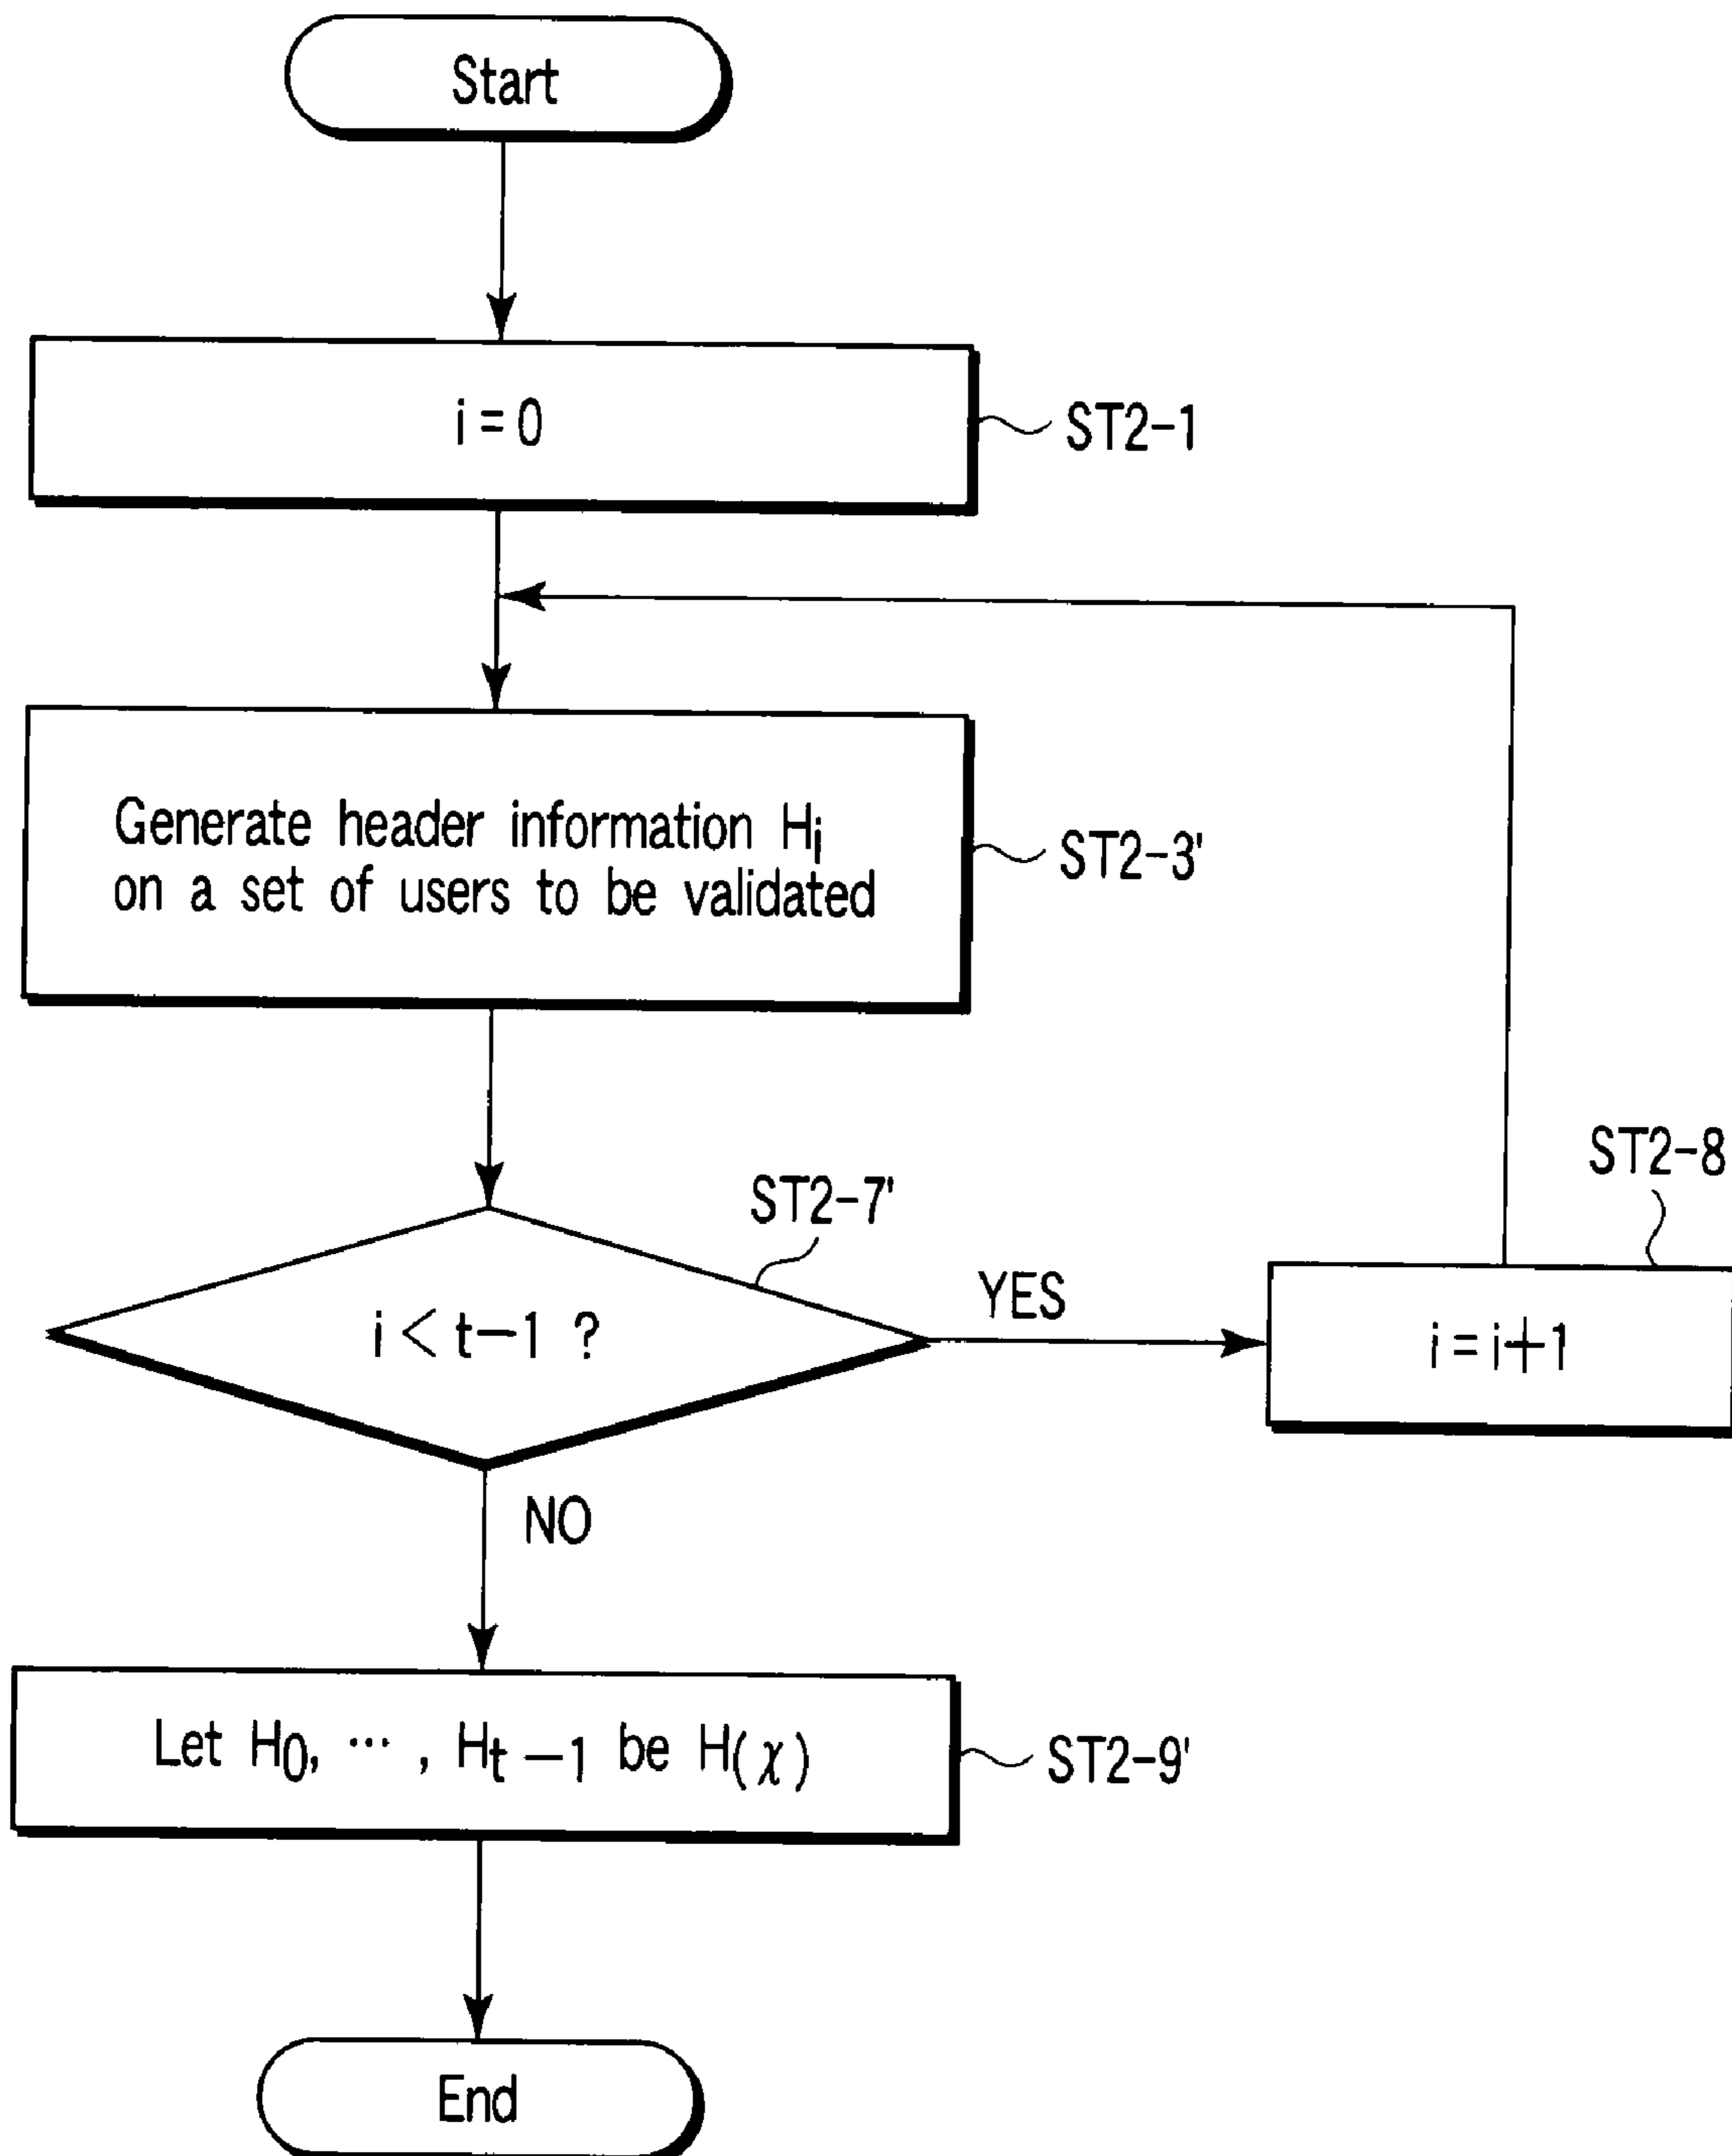 Start
i = 0
ST2-1
Generate header information Hi
on a set of users to be validated
ST2-3'
ST2-7'
i < t-1 ?
YES
ST2-8
i = i+1
NO
Let H0, ⋯ , Ht-1 be H(χ)
ST2-9'
End